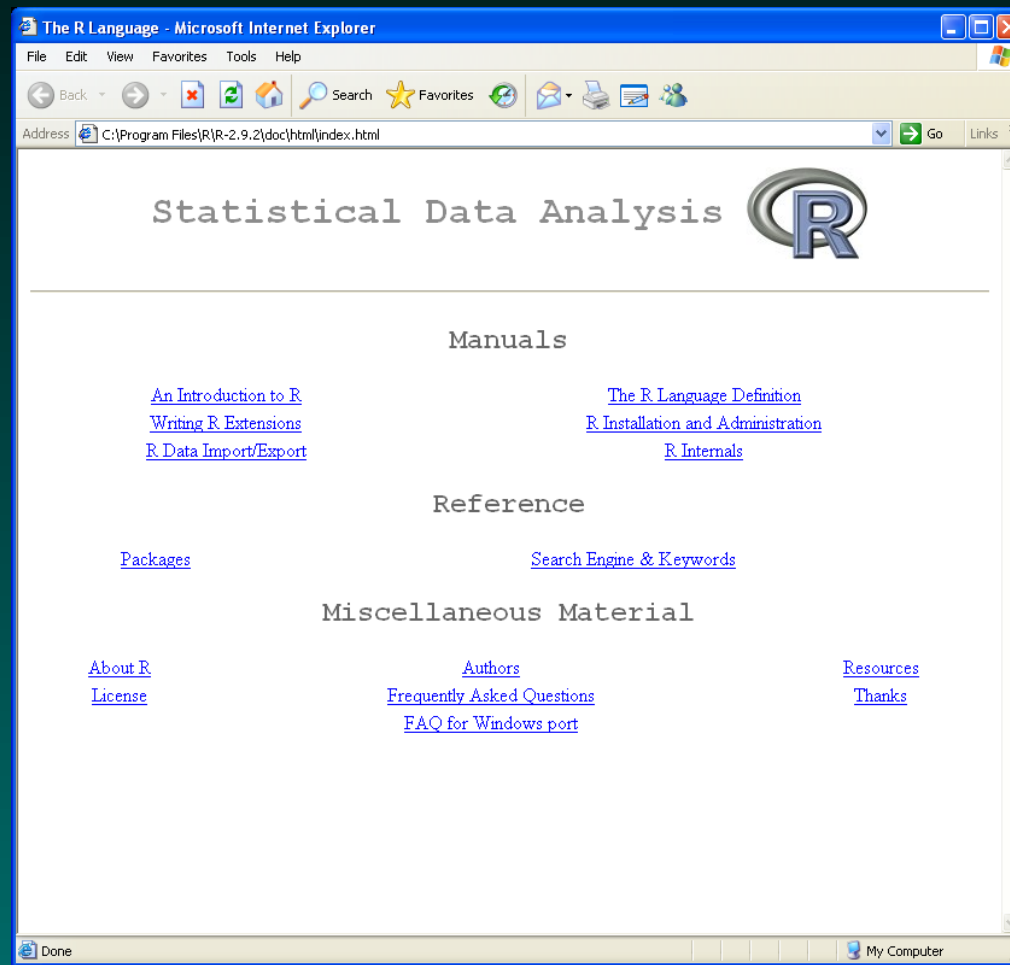 The R Language - Microsoft Internet Explorer
File Edit View Favorites Tools Help
Back Search Favorites
Address C:\Program Files\R\R-2.9.2\doc\html\index.html Go Links
Statistical Data Analysis R
Manuals
An Introduction to R The R Language Definition
Writing R Extensions R Installation and Administration
R Data Import/Export R Internals
Reference
Packages Search Engine & Keywords
Miscellaneous Material
About R Authors Resources
License Frequently Asked Questions Thanks
FAQ for Windows port
Done My Computer